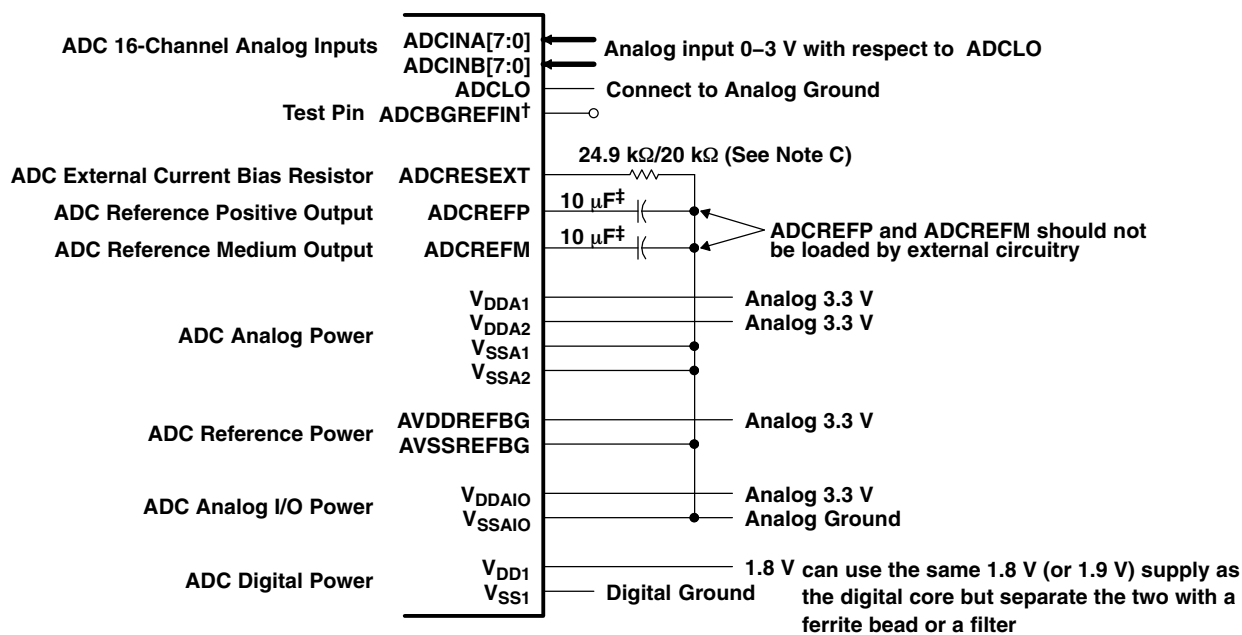 ADC 16-Channel Analog Inputs ADCINA[7:0] Analog input 0–3 V with respect to ADCLO
ADCINB[7:0]
ADCLO Connect to Analog Ground
Test Pin ADCBGREFIN†
24.9 kΩ/20 kΩ (See Note C)
ADC External Current Bias Resistor ADCRESEXT
ADC Reference Positive Output ADCREFP 10 μF‡
ADC Reference Medium Output ADCREFM 10 μF‡
ADCREFP and ADCREFM should not
be loaded by external circuitry
VDDA1 Analog 3.3 V
VDDA2 Analog 3.3 V
ADC Analog Power
VSSA1
VSSA2
AVDDREFBG Analog 3.3 V
ADC Reference Power
AVSSREFBG
VDDAIO Analog 3.3 V
ADC Analog I/O Power
VSSAIO Analog Ground
VDD1 1.8 V can use the same 1.8 V (or 1.9 V) supply as
ADC Digital Power
VSS1 Digital Ground the digital core but separate the two with a
ferrite bead or a filter